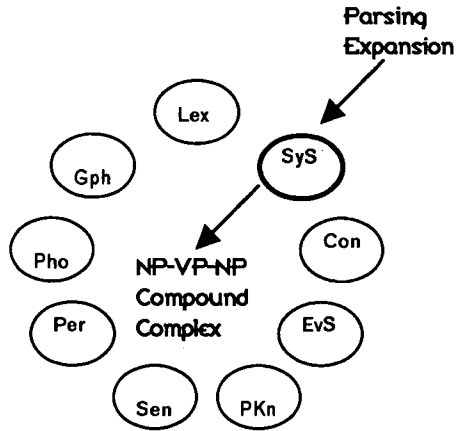 Parsing
Expansion
Lex
SyS
Gph
Con
Pho
NP-VP-NP
Compound
Complex
Per
EvS
Sen
PKn